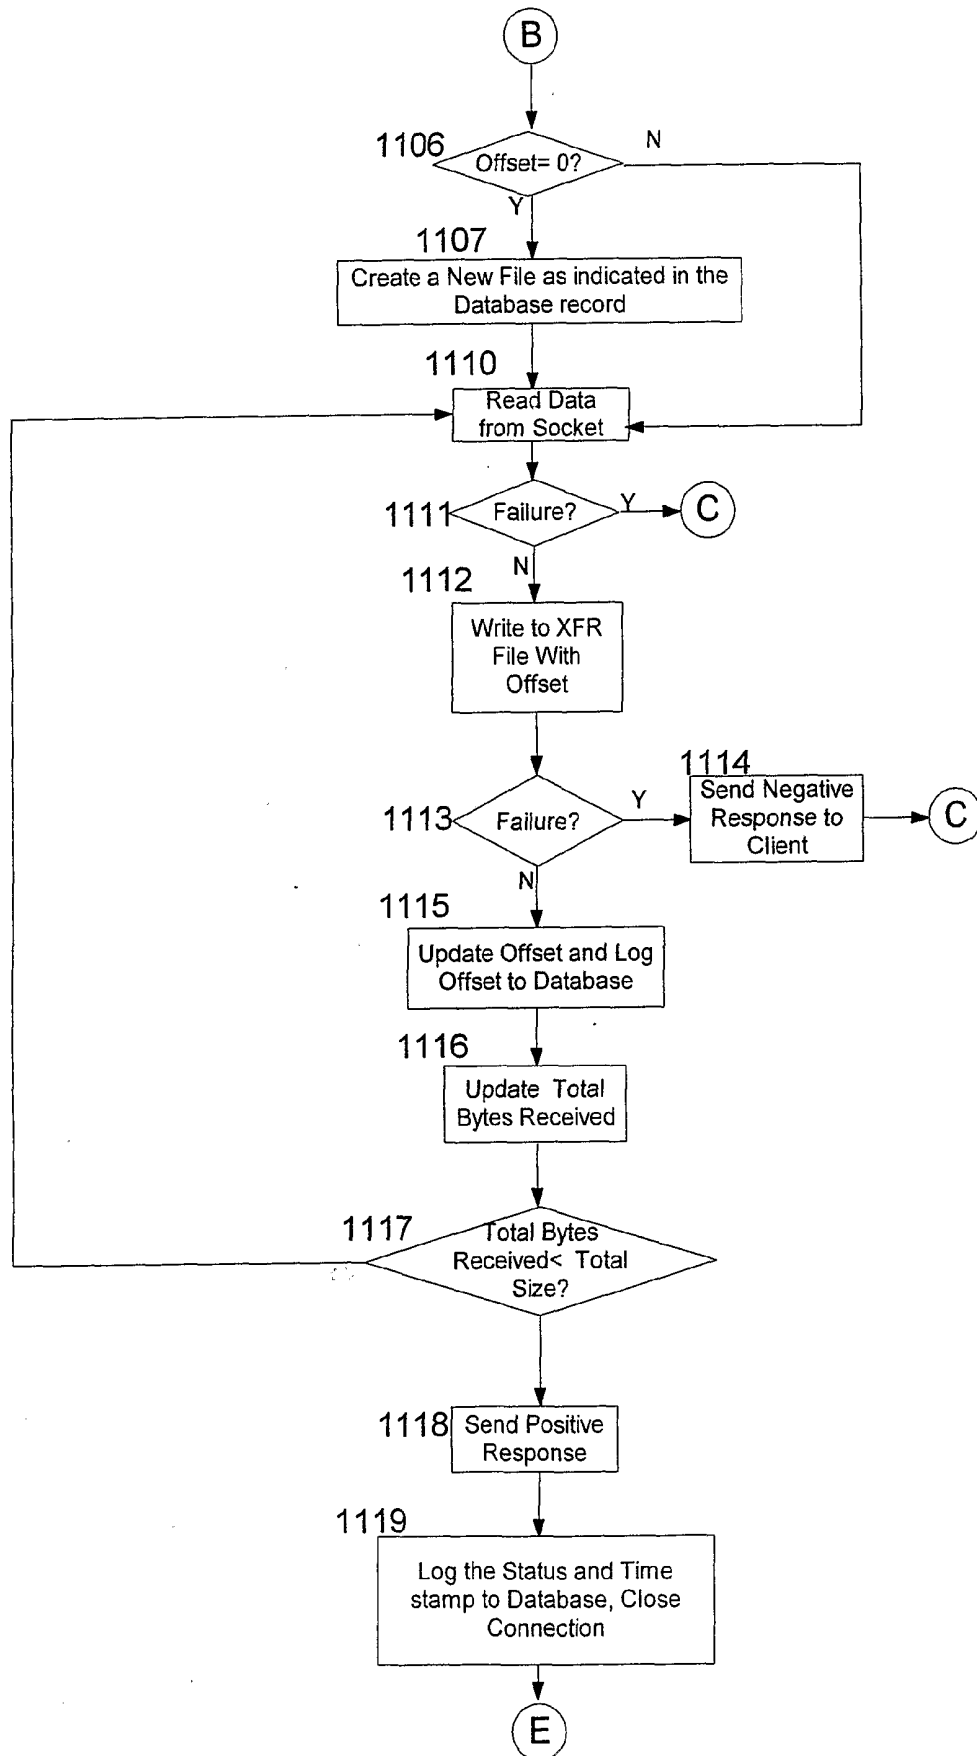 B
1106
N
Offset= 0?
Y
1107
Create a New File as indicated in the
Database record
1110
Read Data
from Socket
1111
Failure?
Y
C
N
1112
Write to XFR
File With
Offset
1114
Send Negative
Response to
Client
1113
Failure?
Y
C
N
1115
Update Offset and Log
Offset to Database
1116
Update Total
Bytes Received
1117
Total Bytes
Received< Total
Size?
1118
Send Positive
Response
1119
Log the Status and Time
stamp to Database, Close
Connection
E